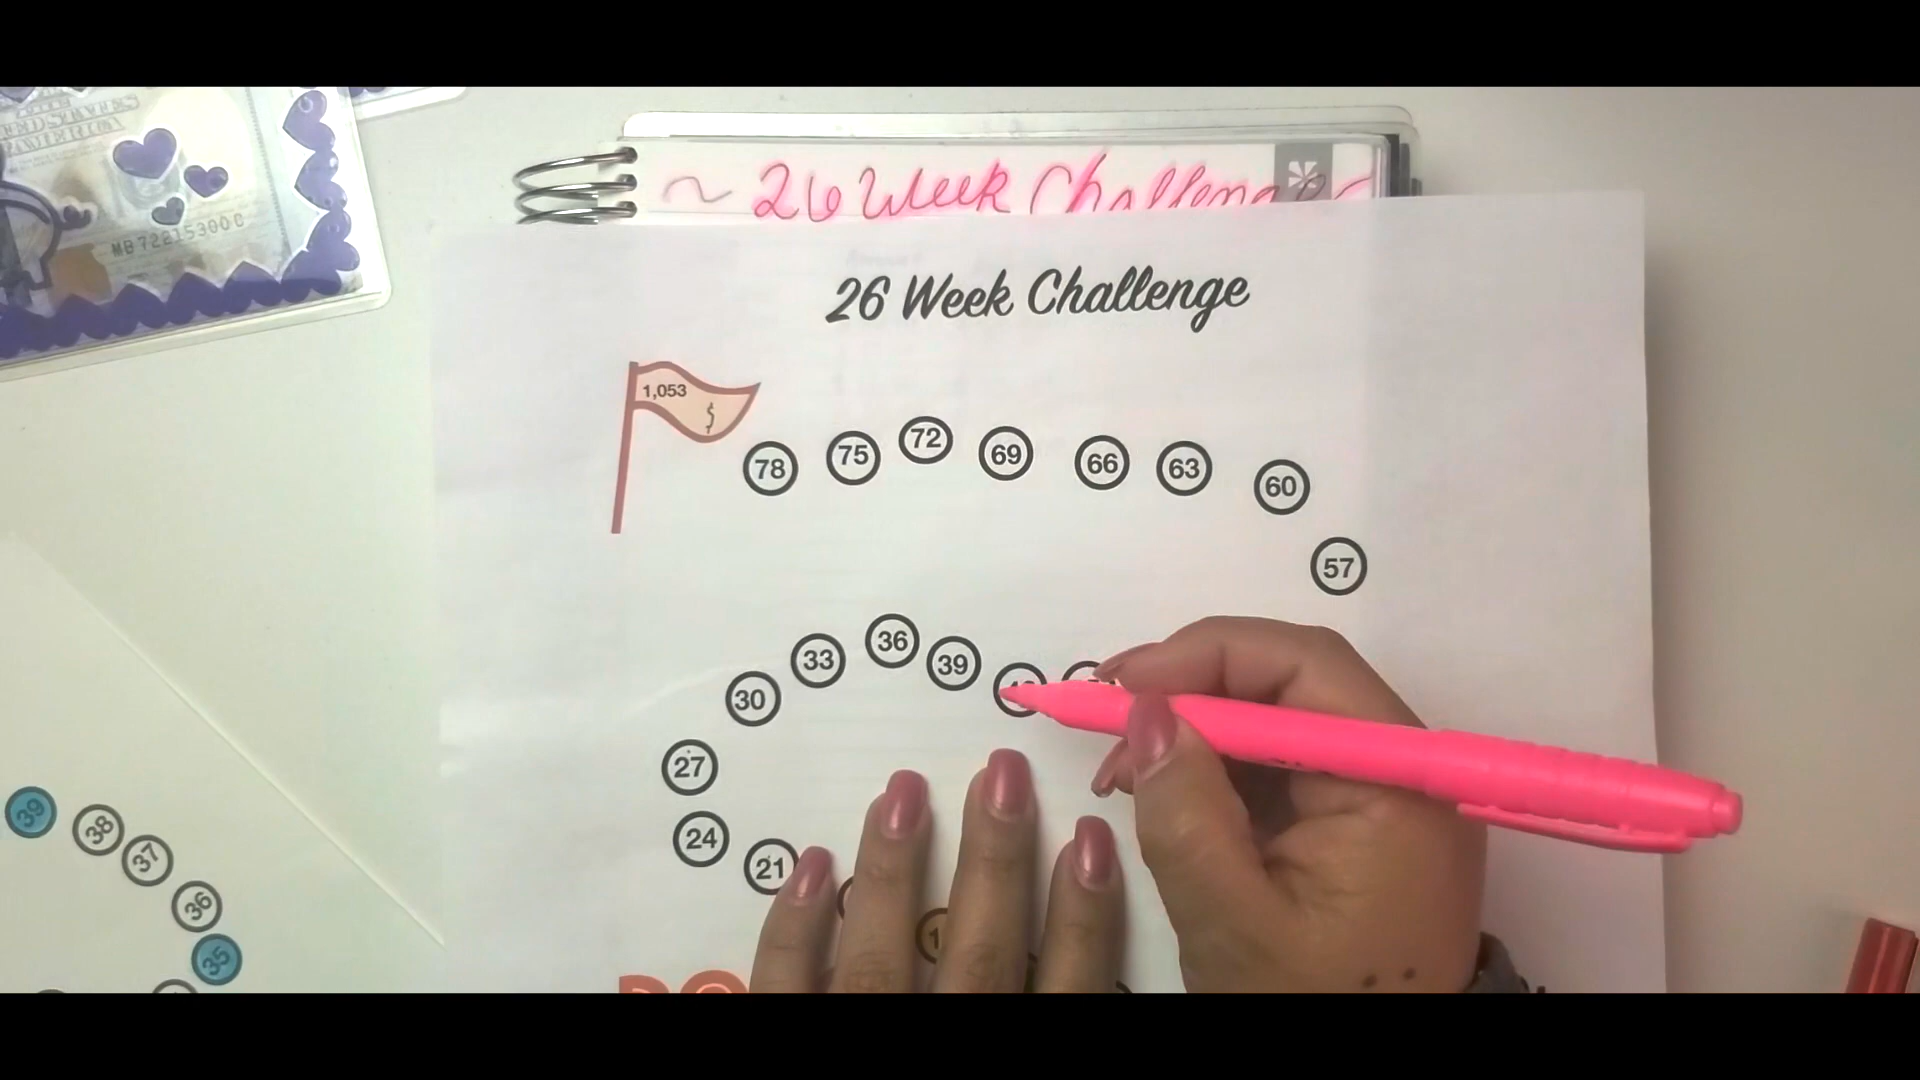 ~ 26 Week Challenge
26 Week Challenge
1,053
$
78 75 72 69 66 63 60
57
30 33 36 39
27
24 21
39 38 37 36 35
MB72215300C